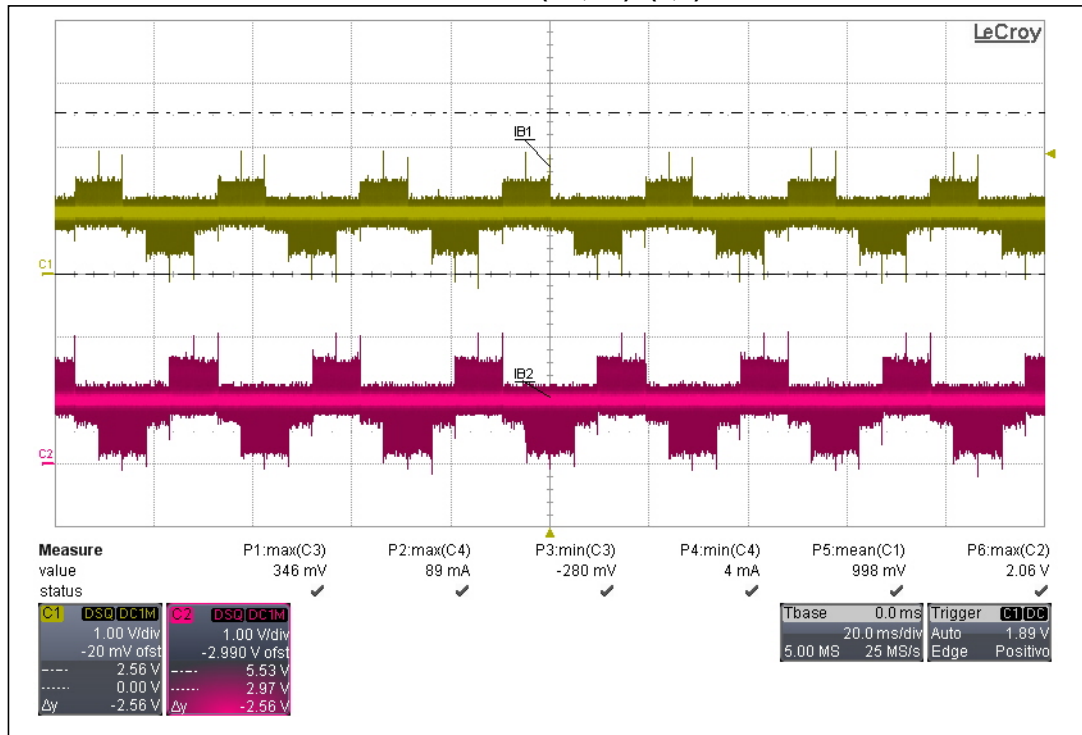 LeCroy
IB1
C1
IB2
C2
Measure P1:max(C3) P2:max(C4) P3:min(C3) P4:min(C4) P5:mean(C1) P6:max(C2)
value 346 mV 89 mA -280 mV 4 mA 998 mV 2.06 V
status ✔ ✔ ✔ ✔ ✔ ✔
C1 DSQ DC1M C2 DSQ DC1M Tbase 0.0 ms Trigger C1 DC
1.00 V/div 1.00 V/div 20.0 ms/div Auto 1.89 V
-20 mV ofst -2.990 V ofst 5.00 MS 25 MS/s Edge Positivo
2.56 V 5.53 V
0.00 V 2.97 V
Δy -2.56 V Δy -2.56 V